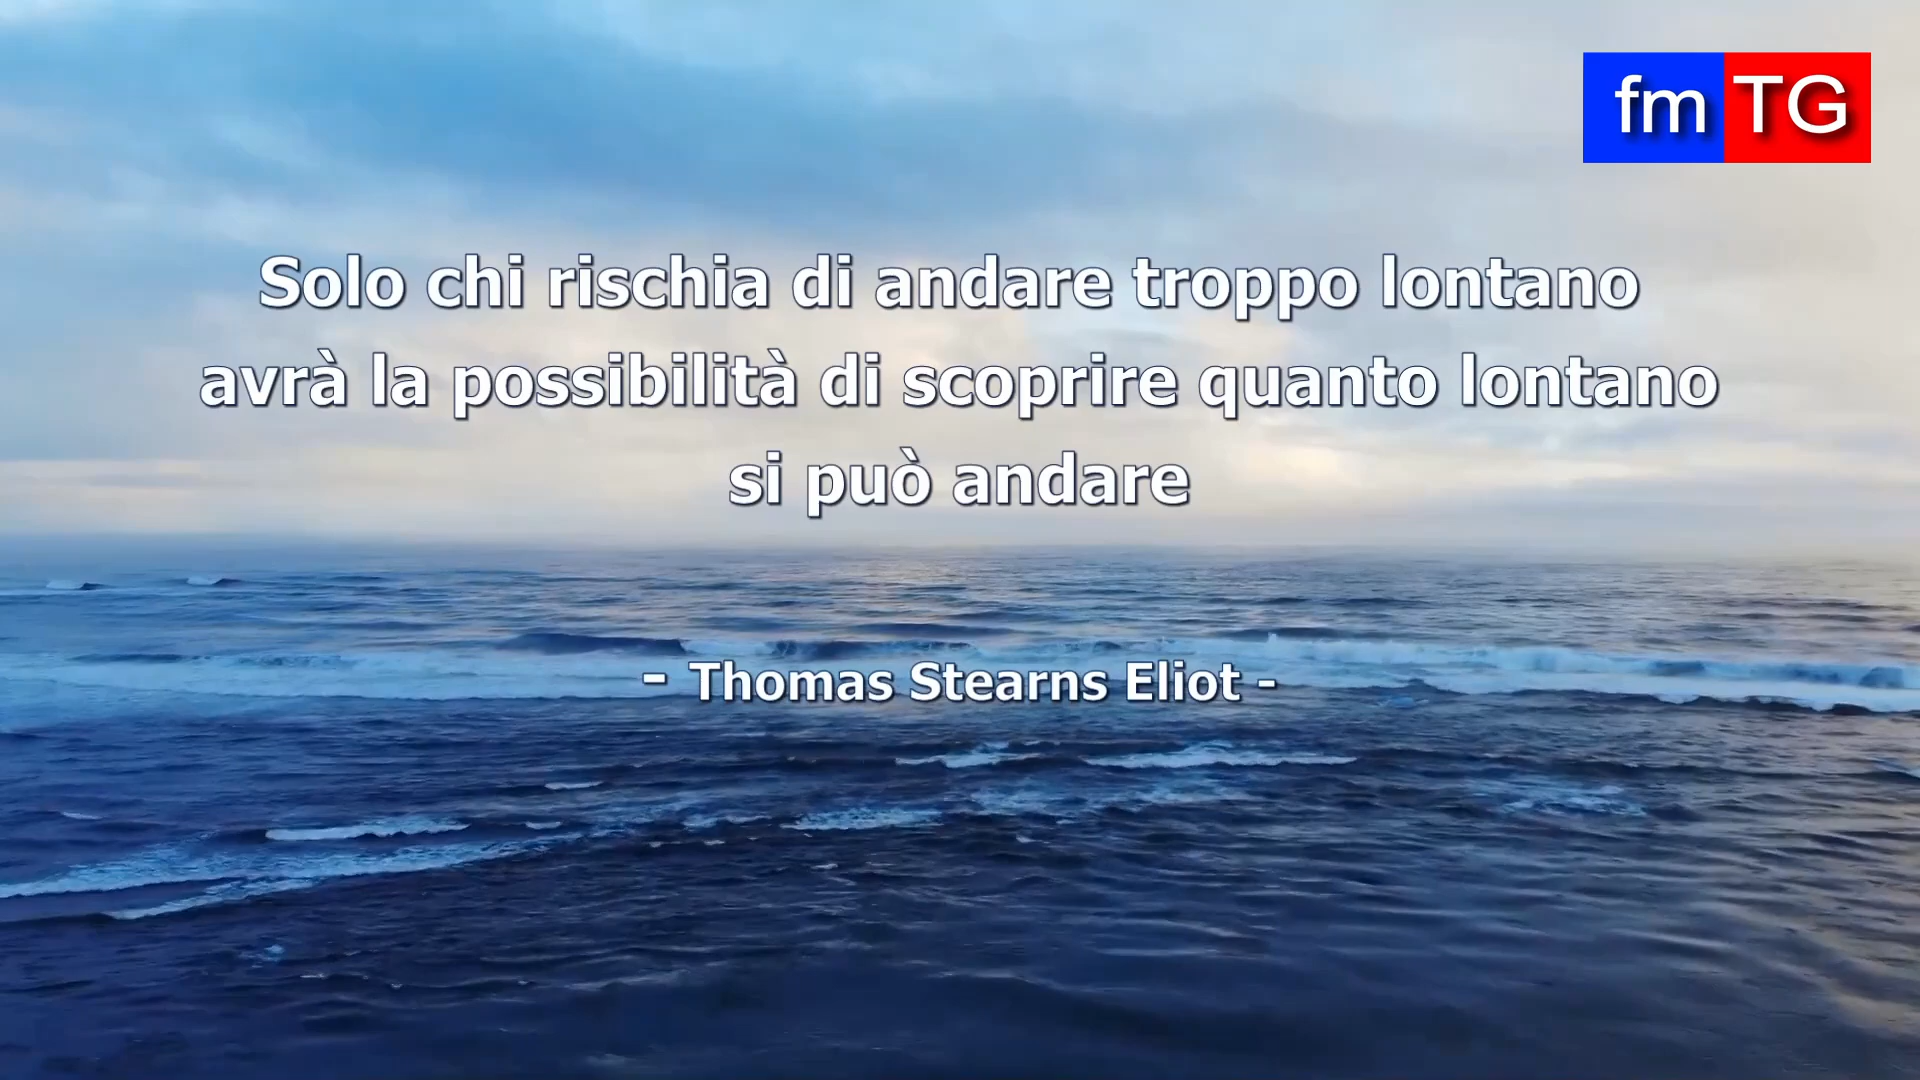 fm TG
Solo chi rischia di andare troppo lontano
avrà la possibilità di scoprire quanto lontano
si può andare
- Thomas Stearns Eliot -